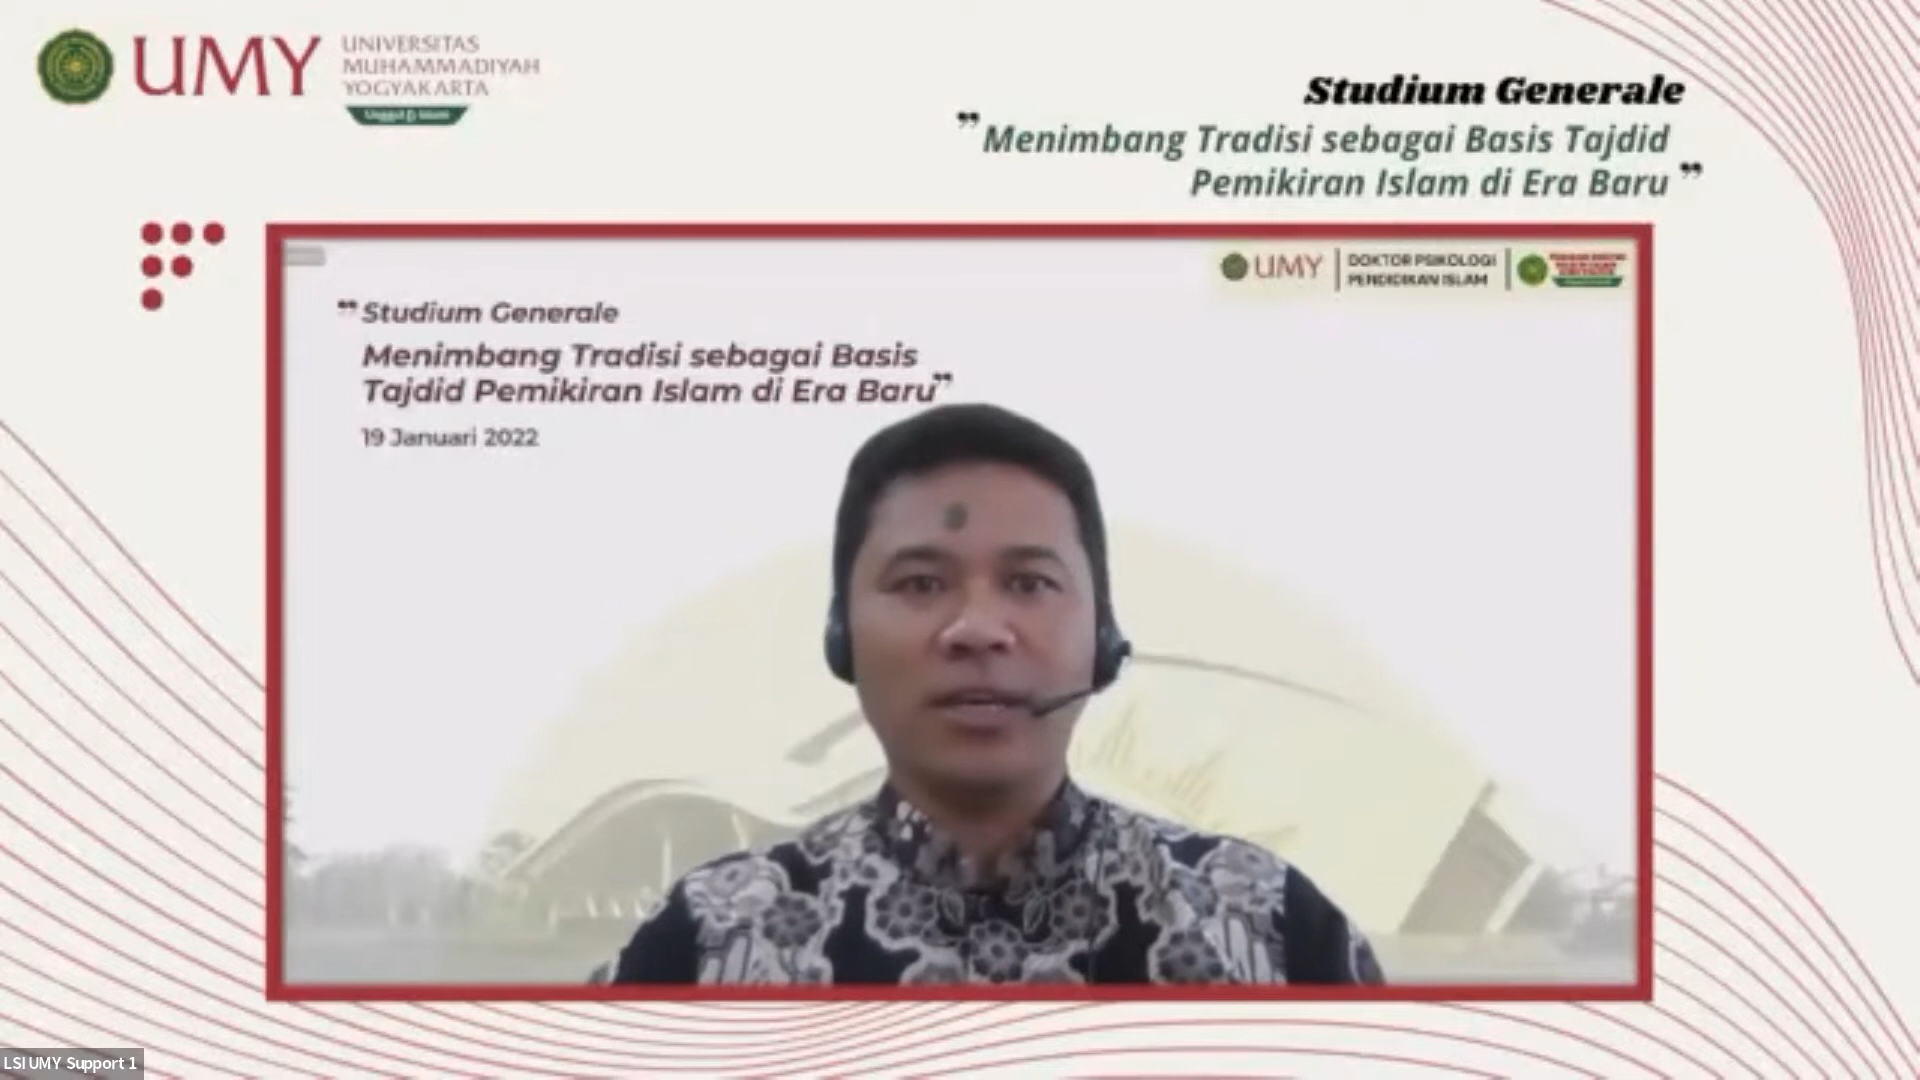 UMY
UNIVERSITAS
MUHAMMADIYAH
YOGYAKARTA
Unggul & Islami
Studium Generale
"Menimbang Tradisi sebagai Basis Tajdid
Pemikiran Islam di Era Baru"
UMY
DOKTOR PSIKOLOGI
PENDIDIKAN ISLAM
"Studium Generale
Menimbang Tradisi sebagai Basis
Tajdid Pemikiran Islam di Era Baru"
19 Januari 2022
LSI UMY Support 1